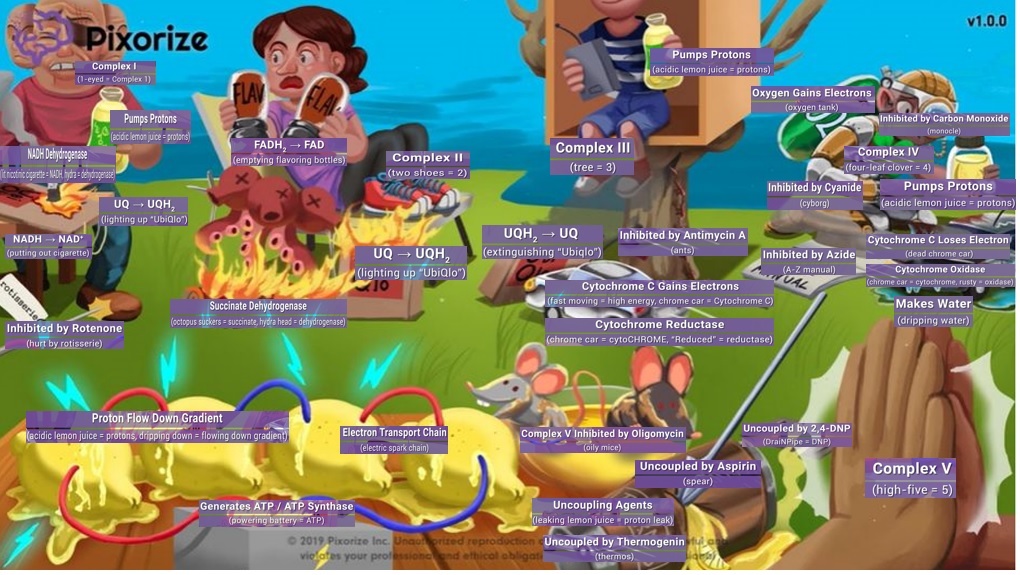 Pixorize
v1.0.0
Complex I
(1-eyed = Complex 1)
Pumps Protons
(acidic lemon juice = protons)
NADH Dehydrogenase
(lit nicotinic cigarette = NADH, hydra = dehydrogenase)
UQ → UQH2
(lighting up "UbiQlo")
NADH → NAD+
(putting out cigarette)
rotisserie
Inhibited by Rotenone
(hurt by rotisserie)
FLAV
FLAV
FADH2 → FAD
(emptying flavoring bottles)
Complex II
(two shoes = 2)
UQ → UQH2
(lighting up "UbiQlo")
Succinate Dehydrogenase
(octopus suckers = succinate, hydra head = dehydrogenase)
Pumps Protons
(acidic lemon juice = protons)
Complex III
(tree = 3)
UQH2 → UQ
(extinguishing "Ubiqlo")
Inhibited by Antimycin A
(ants)
Cytochrome C Gains Electrons
(fast moving = high energy, chrome car = Cytochrome C)
Cytochrome Reductase
(chrome car = cytoCHROME, "Reduced" = reductase)
Oxygen Gains Electrons
(oxygen tank)
Inhibited by Carbon Monoxide
(monocle)
Complex IV
(four-leaf clover = 4)
Inhibited by Cyanide
(cyborg)
Pumps Protons
(acidic lemon juice = protons)
Inhibited by Azide
(A-Z manual)
MANUAL
Cytochrome C Loses Electron
(dead chrome car)
Cytochrome Oxidase
(chrome car = cytochrome, rusty = oxidase)
Makes Water
(dripping water)
Proton Flow Down Gradient
(acidic lemon juice = protons, dripping down = flowing down gradient)
Electron Transport Chain
(electric spark chain)
Generates ATP / ATP Synthase
(powering battery = ATP)
Complex V Inhibited by Oligomycin
(oily mice)
Uncoupled by 2,4-DNP
(DraiNPipe = DNP)
Uncoupled by Aspirin
(spear)
Complex V
(high-five = 5)
Uncoupling Agents
(leaking lemon juice = proton leak)
Uncoupled by Thermogenin
(thermos)
© 2019 Pixorize Inc. Unauthorized reproduction
violates your professional and ethical